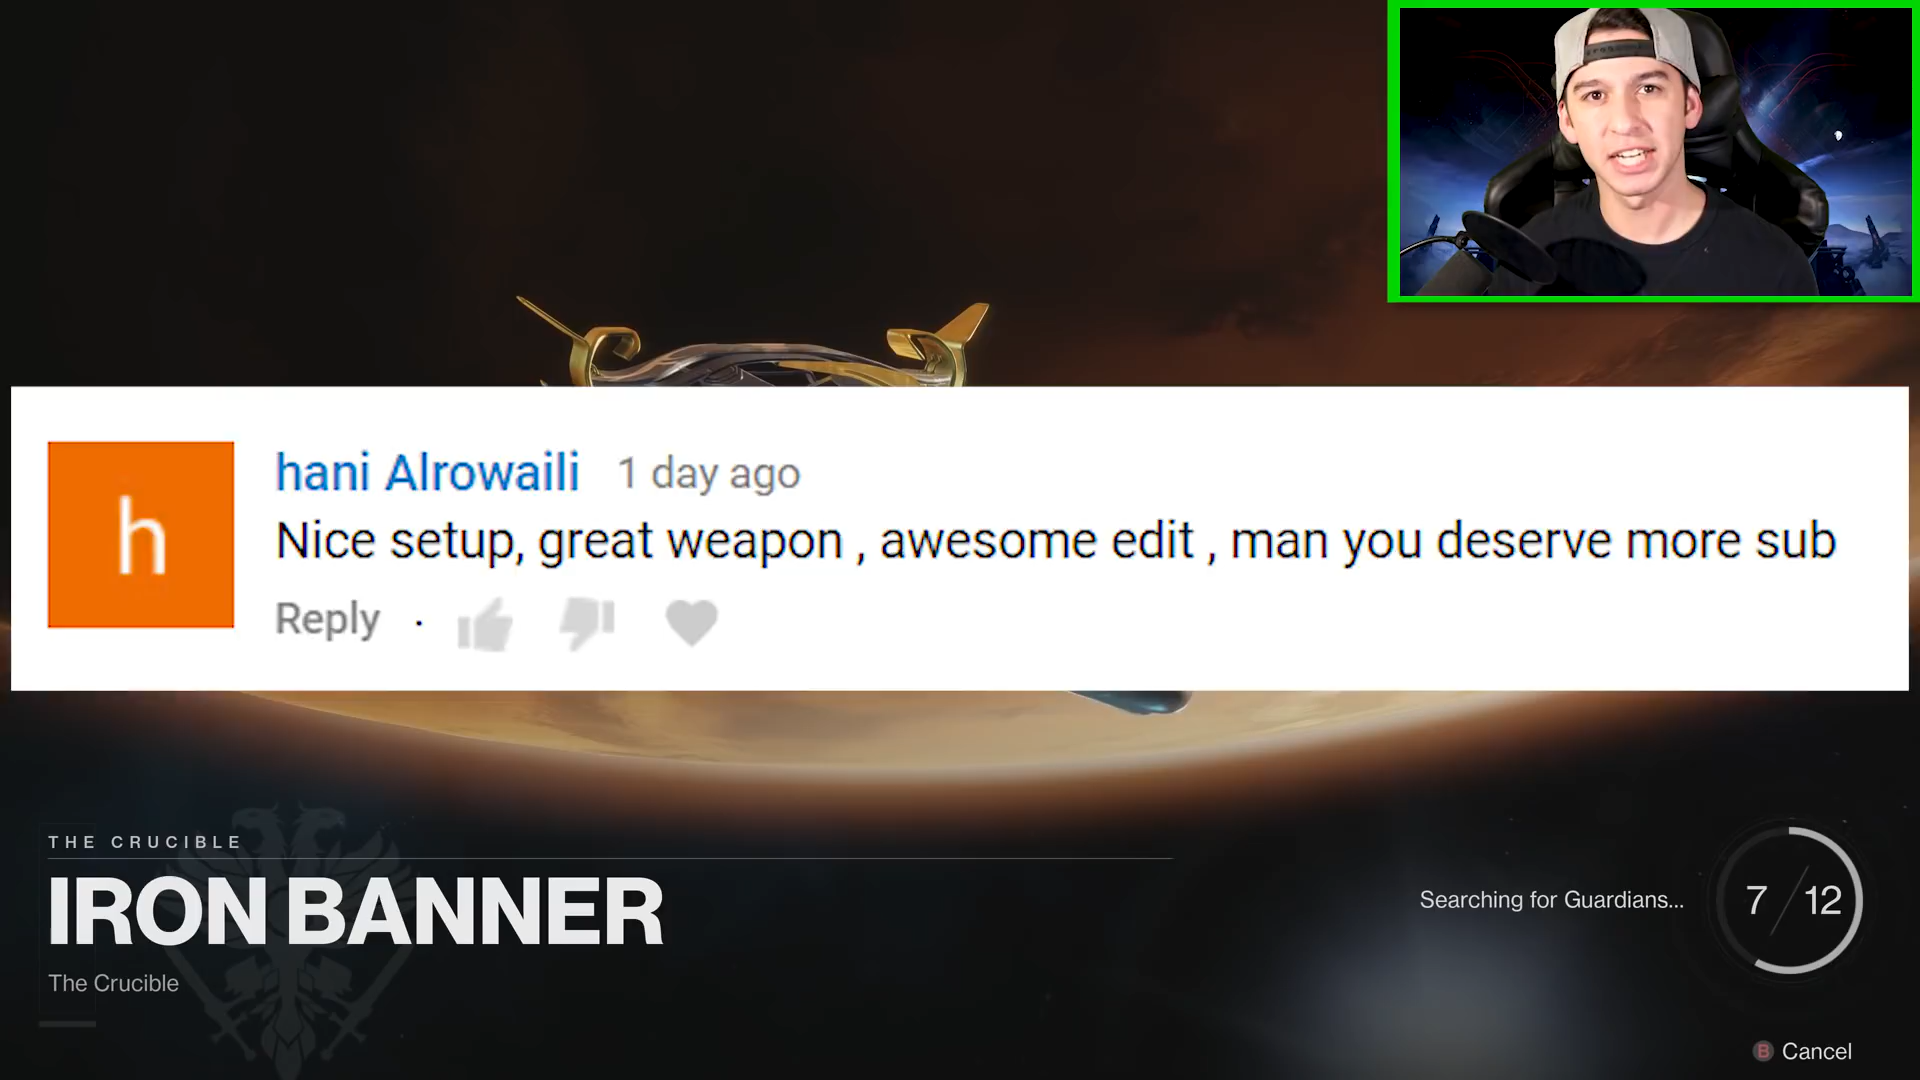 h
hani Alrowaili 1 day ago
Nice setup, great weapon , awesome edit , man you deserve more sub
Reply ·
THE CRUCIBLE
IRON BANNER
The Crucible
Searching for Guardians...
7 / 12
B Cancel